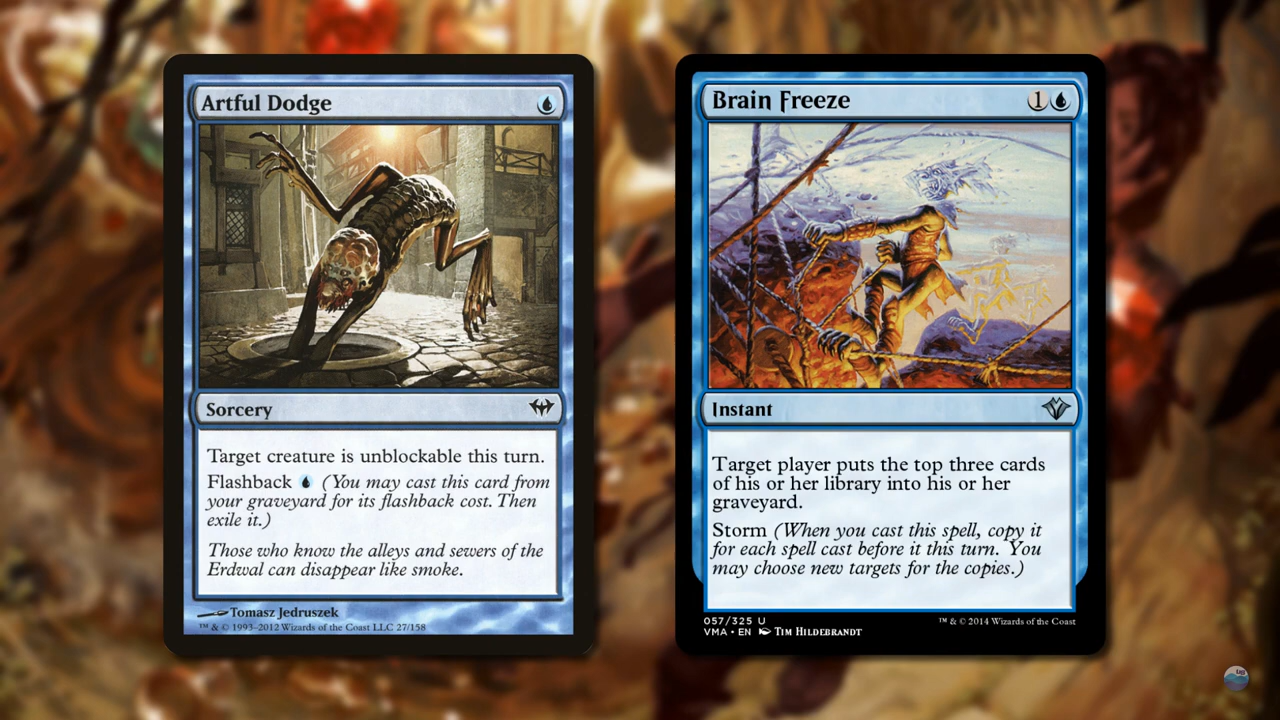 Artful Dodge
Sorcery
Target creature is unblockable this turn.
Flashback (You may cast this card from
your graveyard for its flashback cost. Then
exile it.)
Those who know the alleys and sewers of the
Erdwal can disappear like smoke.
Tomasz Jedruszek
™ & © 1993–2012 Wizards of the Coast LLC 27/158
Brain Freeze 1
Instant
Target player puts the top three cards
of his or her library into his or her
graveyard.
Storm (When you cast this spell, copy it
for each spell cast before it this turn. You
may choose new targets for the copies.)
057/325 U
VMA • EN Tim Hildebrandt
™ & © 2014 Wizards of the Coast